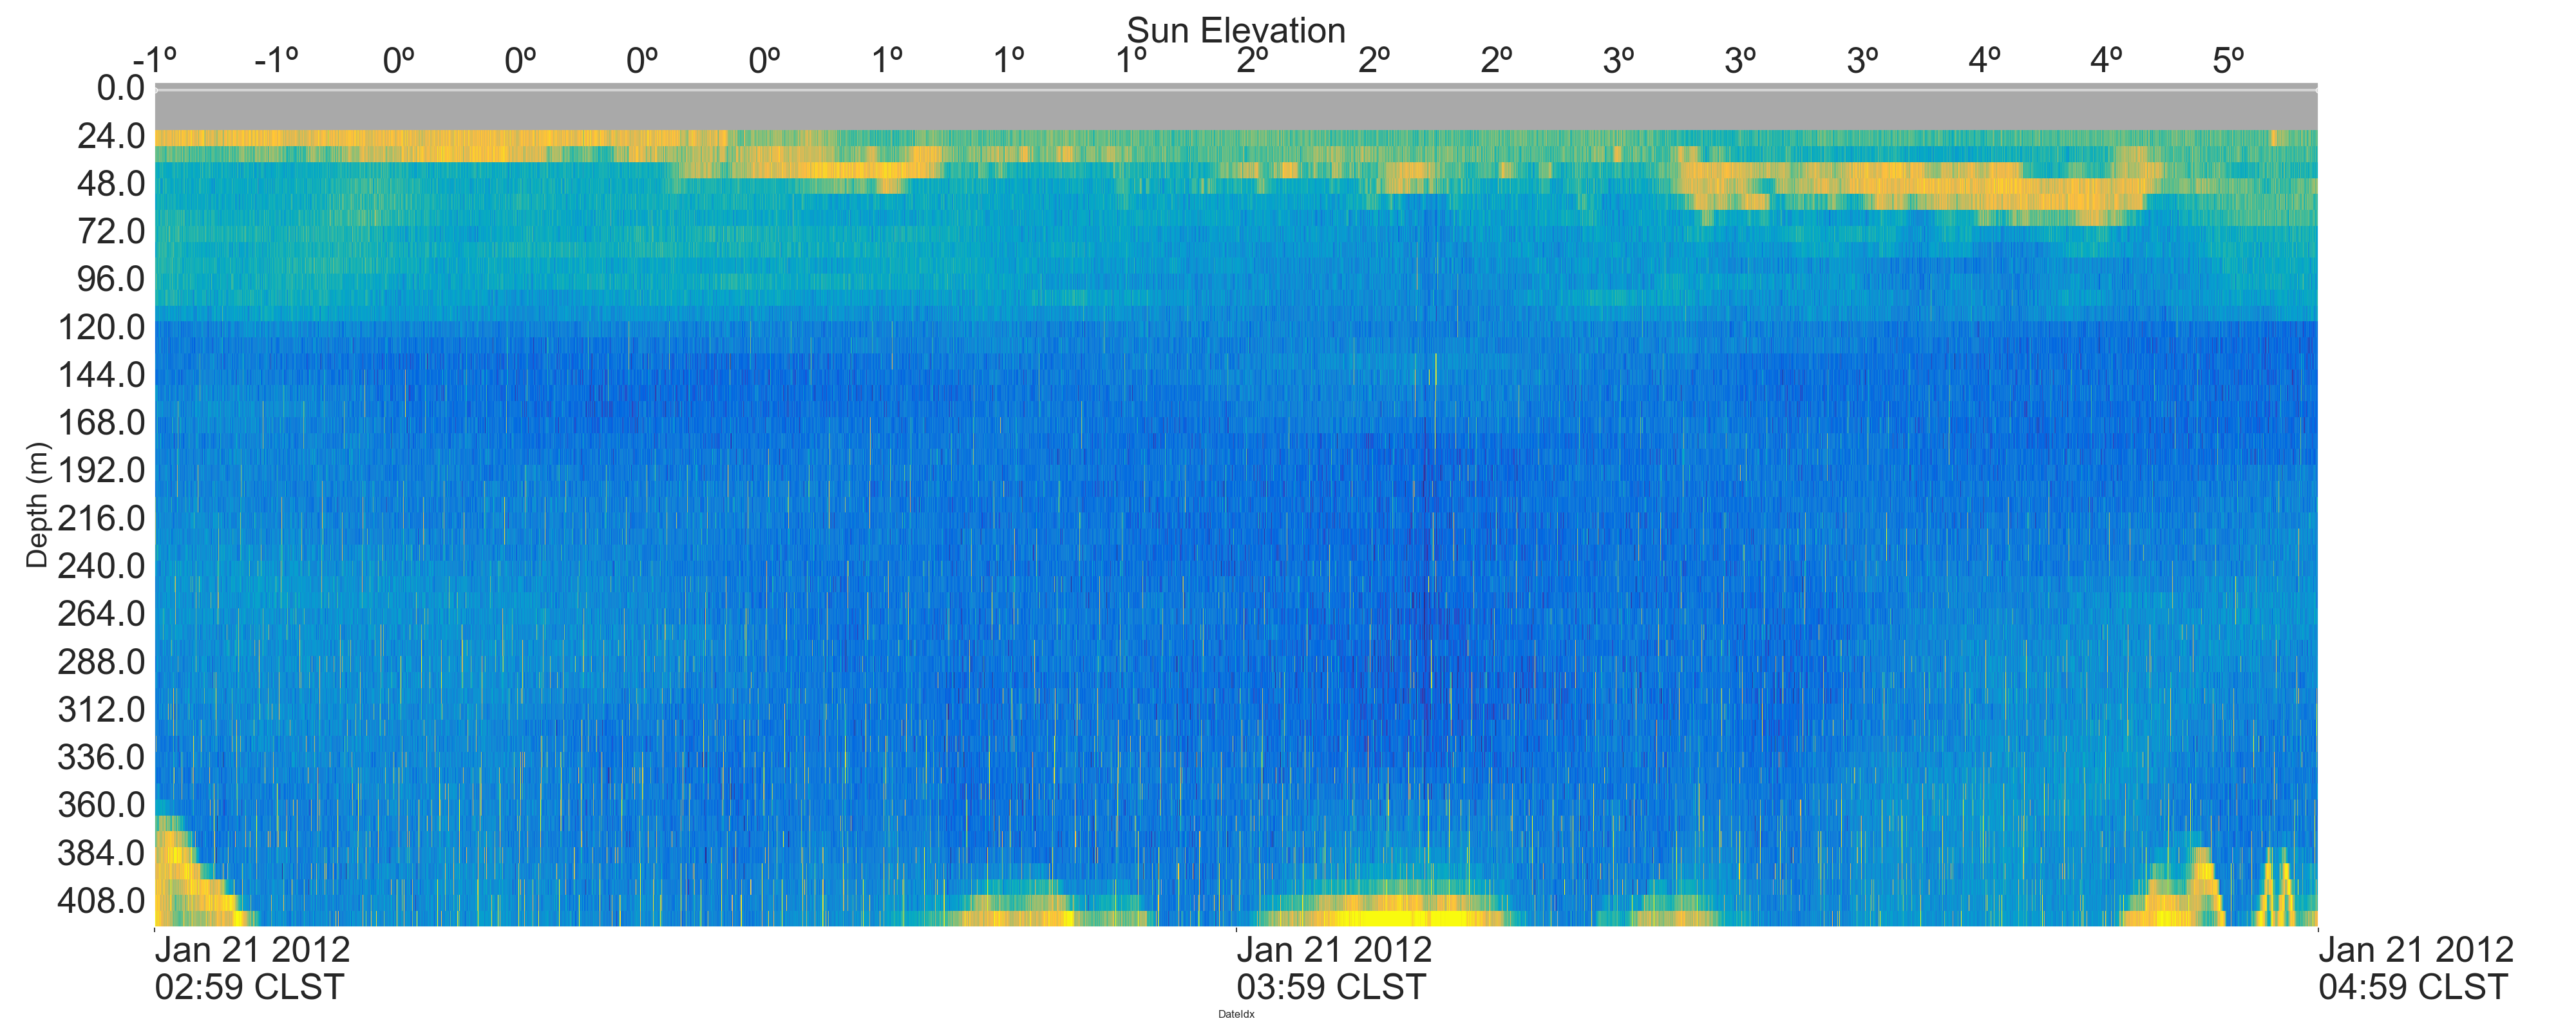 Sun Elevation
-1º -1º 0º 0º 0º 0º 1º 1º 1º 2º 2º 2º 3º 3º 3º 4º 4º 5º
0.0
24.0
48.0
72.0
96.0
120.0
144.0
168.0
192.0
216.0
240.0
264.0
288.0
312.0
336.0
360.0
384.0
408.0
Depth (m)
Jan 21 2012
02:59 CLST
Jan 21 2012
03:59 CLST
Jan 21 2012
04:59 CLST
DateIdx